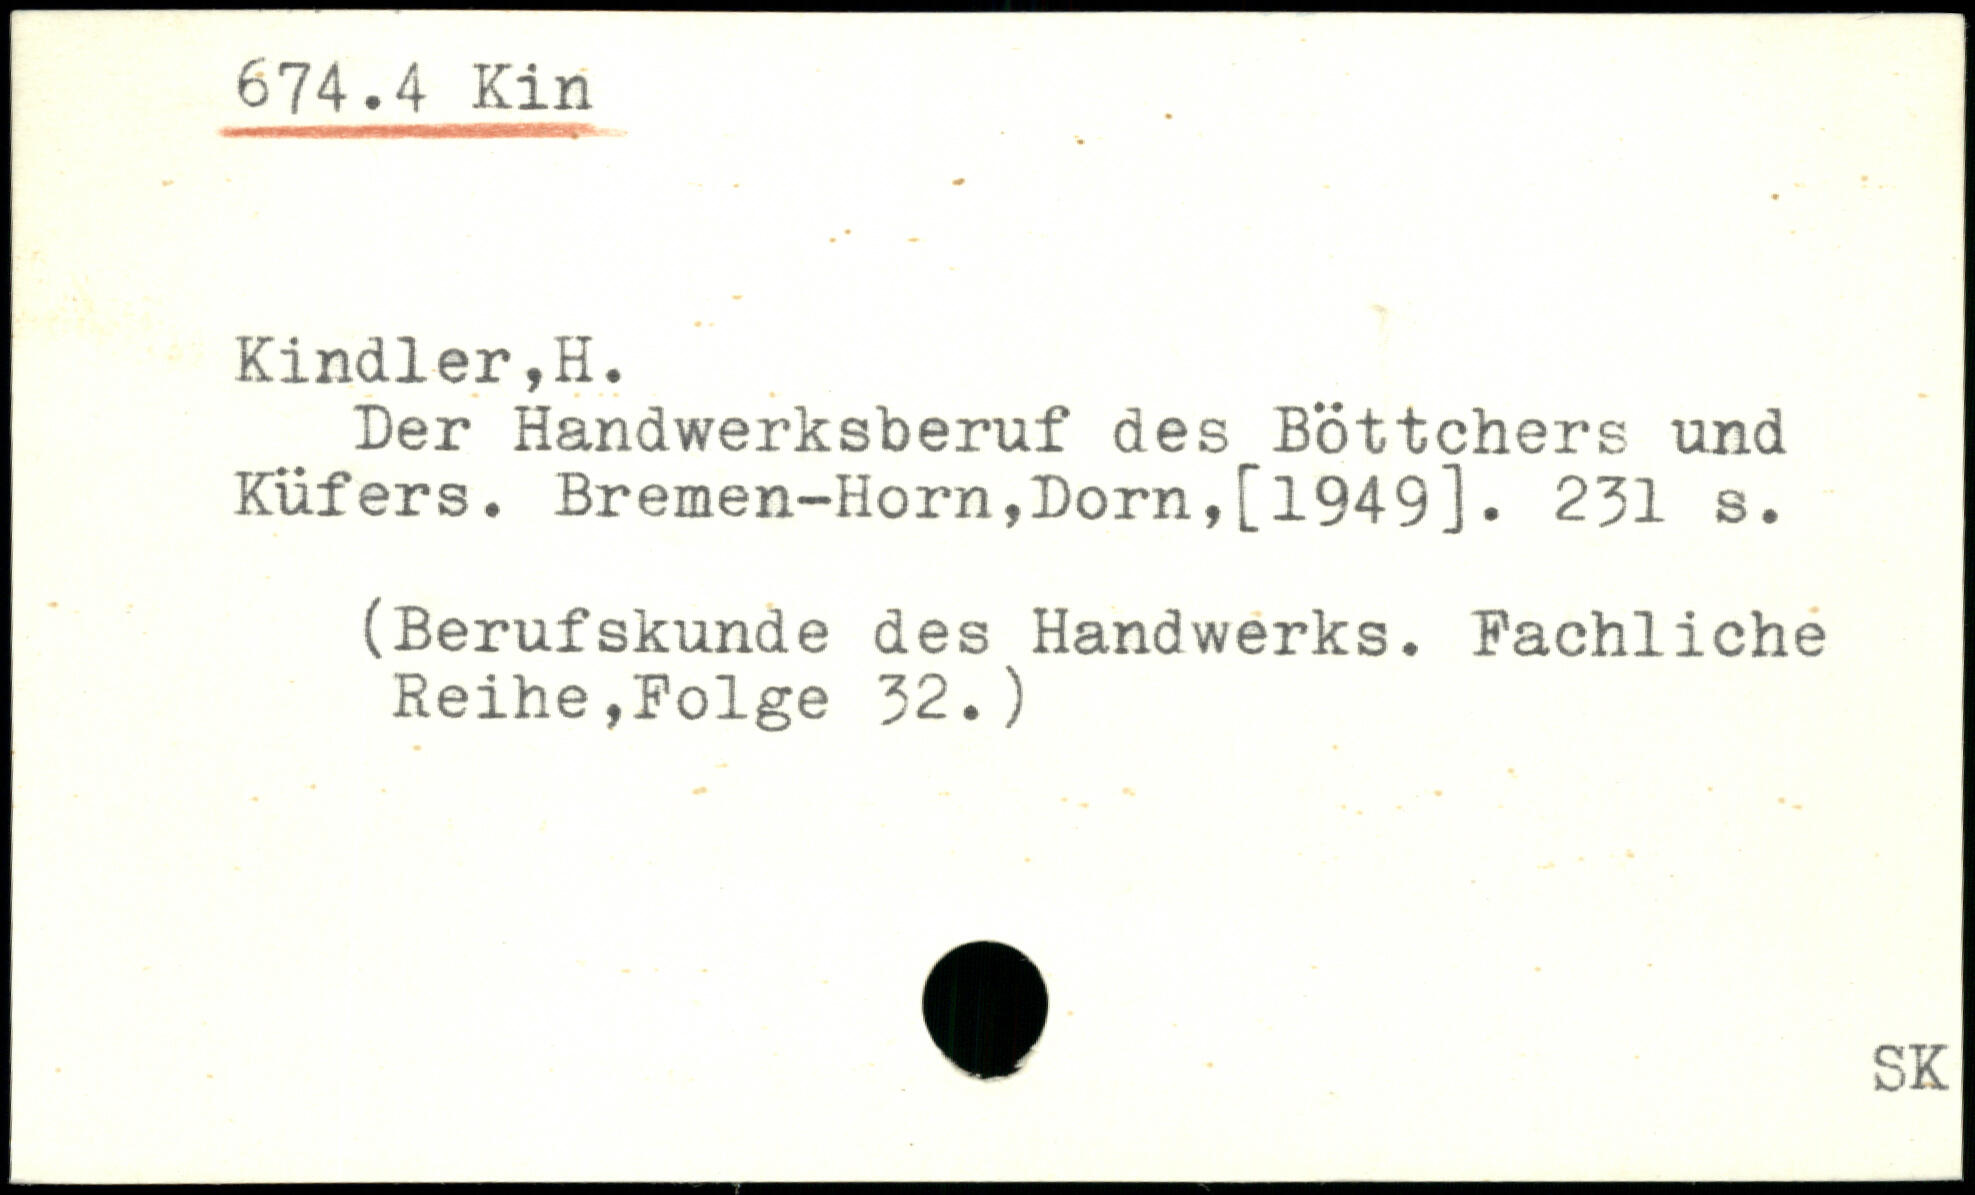 674.4 Kin
Kindler,H.
Der Handwerksberuf des Böttchers und
Küfers. Bremen-Horn,Dorn,[1949]. 231 s.
(Berufskunde des Handwerks. Fachliche
Reihe,Folge 32.)
SK